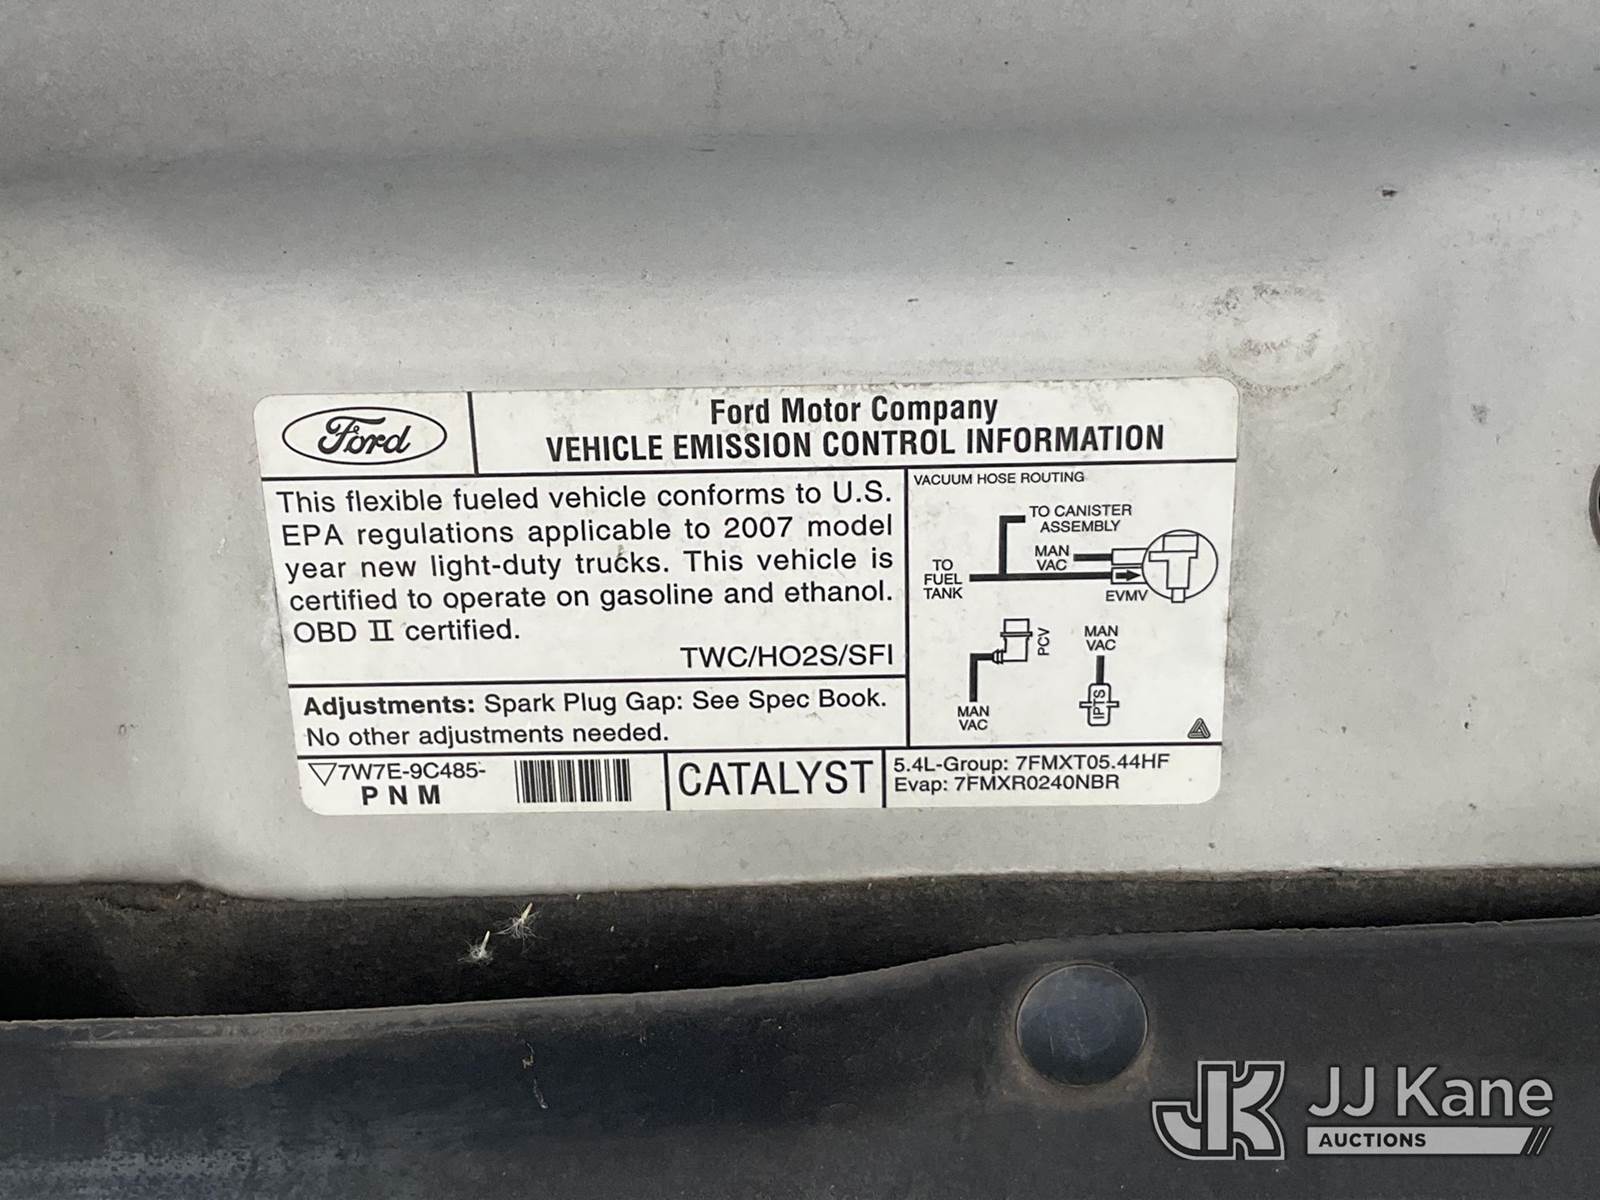 Ford
Ford Motor Company
VEHICLE EMISSION CONTROL INFORMATION
This flexible fueled vehicle conforms to U.S.
EPA regulations applicable to 2007 model
year new light-duty trucks. This vehicle is
certified to operate on gasoline and ethanol.
OBD II certified.
TWC/HO2S/SFI
Adjustments: Spark Plug Gap: See Spec Book.
No other adjustments needed.
VACUUM HOSE ROUTING
TO CANISTER
ASSEMBLY
MAN
VAC
TO
FUEL
TANK
EVMV
PCV
MAN
VAC
MAN
VAC
IPTS
7W7E-9C485-
P N M
CATALYST
5.4L-Group: 7FMXT05.44HF
Evap: 7FMXR0240NBR
JK
JJ Kane
AUCTIONS